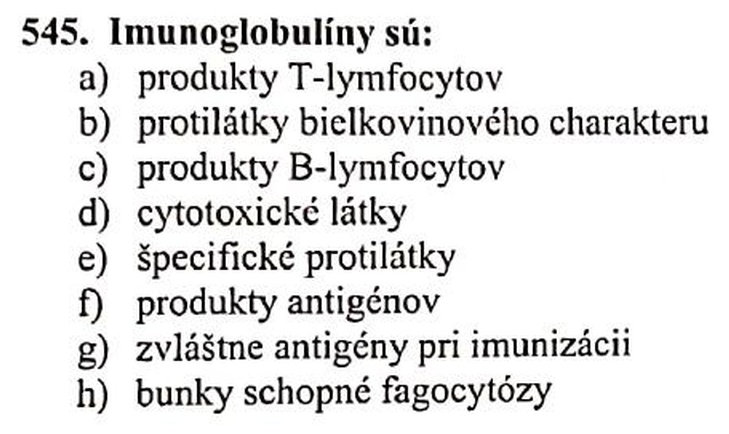 545. Imunoglobulíny sú:
a) produkty T-lymfocytov
b) protilátky bielkovinového charakteru
c) produkty B-lymfocytov
d) cytotoxické látky
e) špecifické protilátky
f) produkty antigénov
g) zvláštne antigény pri imunizácii
h) bunky schopné fagocytózy